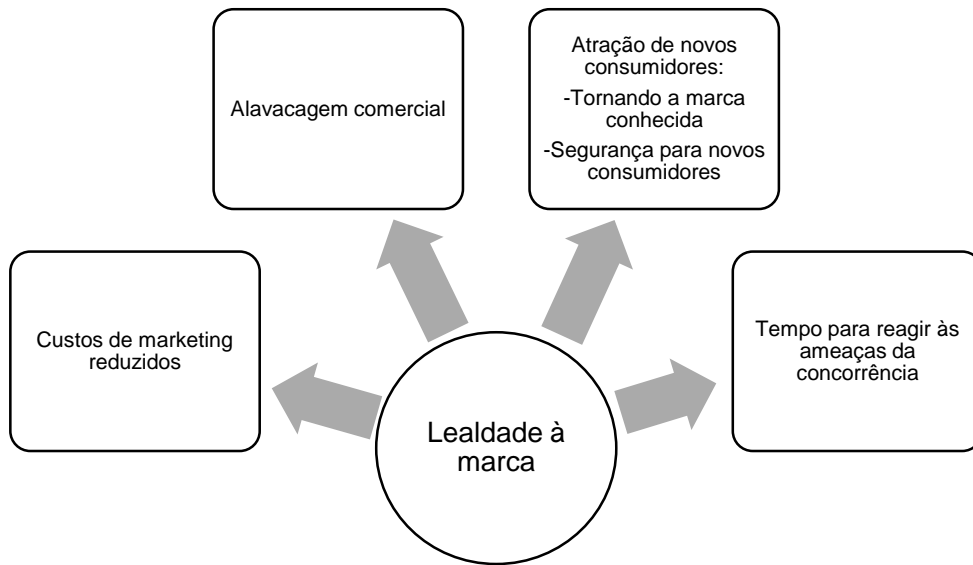 Alavacagem comercial
Atração de novos
consumidores:
-Tornando a marca
conhecida
-Segurança para novos
consumidores
Custos de marketing
reduzidos
Tempo para reagir às
ameaças da
concorrência
Lealdade à
marca